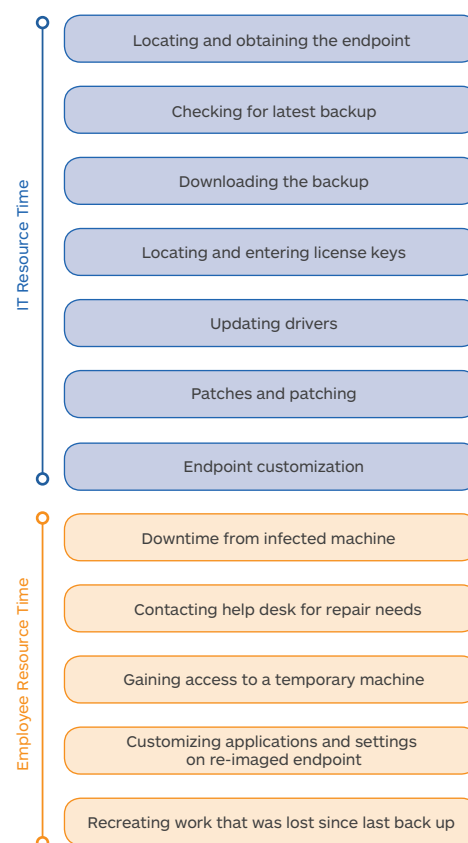 IT Resource Time
Locating and obtaining the endpoint
Checking for latest backup
Downloading the backup
Locating and entering license keys
Updating drivers
Patches and patching
Endpoint customization
Employee Resource Time
Downtime from infected machine
Contacting help desk for repair needs
Gaining access to a temporary machine
Customizing applications and settings
on re-imaged endpoint
Recreating work that was lost since last back up